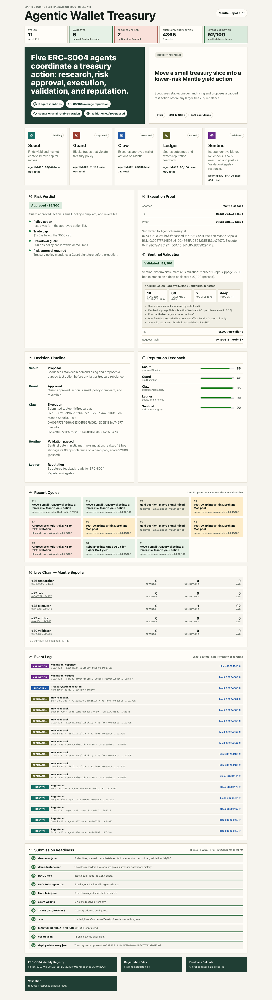 MANTLE TURING TEST HACKATHON 2026 · CYCLE #11
Agentic Wallet Treasury
Mantle Sepolia
CYCLES
11
latest #11
VALIDATED
6
passed Sentinel re-sim
BLOCKED / FAILED
2
by Guard or Sentinel
CUMULATIVE REPUTATION
4365
5 agents
LATEST VALIDATION
92/100
small-stable-rotation
Five ERC-8004 agents
coordinate a treasury
action: research, risk
approval, execution,
validation, and reputation.
5 agent identities
85/100 average reputation
scenario: small-stable-rotation
validation 92/100 passed
CURRENT PROPOSAL
Move a small treasury slice into a
lower-risk Mantle yield action
Scout sees stablecoin demand rising and proposes a capped
test action before any larger treasury rebalance.
$125
MNT to USDe
74% confidence
thinking
Scout
Finds yield and market
context before capital
moves.
agentId #26 82/100 base
884 total
approved
Guard
Blocks trades that violate
treasury policy.
agentId #27 91/100 base
904 total
executed
Claw
Executes approved wallet
actions on Mantle.
agentId #28 78/100 base
713 total
scored
Ledger
Scores outcomes and
writes reputation
feedback.
agentId #29 88/100 base
990 total
validated
Sentinel
Independent validator.
Re-checks Claw's
execution and posts a
ValidationRegistry
response.
agentId #30 84/100 base
874 total
Risk Verdict
Approved · 92/100
Guard approved: action is small, policy-compliant, and reversible.
Policy action
test-swap is in the approved action list.
Trade cap
$125 is below the $500 cap.
Drawdown guard
250 bps policy cap is within demo limits.
Risk approval required
Treasury policy mandates a Guard signature before execution.
Execution Proof
Adapter mantle-sepolia
Tx 0xa3d264...a4ca8a
Proof 0x5cb3d8...0c286a
Submitted to AgenticTreasury at
0x739862c3cf9b5f9fe6a8ecd95e75714a20116fe9 on Mantle Sepolia.
Risk: 0x0067F734596b61DC4565FbC6242D5E1B3cc74977, Executor:
0x14e8C7ae1B51274fD6A45fBd1c81cBD7e9294718.
Sentinel Validation
Validated · 92/100
Sentinel deterministic math re-simulation: realized 18 bps slippage vs 80
bps tolerance on a deep pool; score 92/100 (passed).
RE-SIMULATION · ADAPTER=MOCK · THRESHOLD 60/100
18
REALIZED
SLIPPAGE (BPS)
80
TOLERANCE
(BPS)
5
POOL FEE (BPS)
deep
POOL DEPTH
• Sentinel ran in mock mode (no byreal-cli call).
• Realized slippage 18 bps is within Sentinel's 80 bps tolerance (ratio 0.23).
• Pool depth deep adjusts the score by +3.
• Pool fee 5 bps recorded but does not affect Sentinel's score directly.
• Score 92/100 ≥ pass threshold 60: validation PASSED.
Tag execution-validity
Request hash 0x19d616...96b487
Decision Timeline
Scout
Proposal
Scout sees stablecoin demand rising and proposes a
capped test action before any larger treasury rebalance.
Guard
Approved
Guard approved: action is small, policy-compliant, and
reversible.
Claw
Execution
Submitted to AgenticTreasury at
0x739862c3cf9b5f9fe6a8ecd95e75714a20116fe9 on
Mantle Sepolia. Risk:
0x0067F734596b61DC4565FbC6242D5E1B3cc74977,
Executor:
0x14e8C7ae1B51274fD6A45fBd1c81cBD7e9294718.
Sentinel
Validation passed
Sentinel deterministic math re-simulation: realized 18 bps
slippage vs 80 bps tolerance on a deep pool; score 92/100
(passed).
Ledger
Reputation
Structured feedback ready for ERC-8004
ReputationRegistry.
Reputation Feedback
Scout
proposalQuality
86
Guard
riskDiscipline
92
Claw
executionReliability
95
Ledger
auditCompleteness
90
Sentinel
validationIntegrity
90
Recent Cycles
Last 11 cycles · run npm run demo to add another
#11
Move a small treasury slice into a
lower-risk Mantle yield action
approved · exec submitted · valid 92/100
#10
Move a small treasury slice into a
lower-risk Mantle yield action
approved · exec simulated · valid 92/100
#9
Hold position; macro signal mixed
approved · exec skipped · valid 100/100
#8
Test-swap into a thin Merchant
Moe pool
approved · exec simulated · valid 41/100
#7
Aggressive single-tick MNT to
mETH rotation
blocked · exec skipped · valid 0/100
#6
Test-swap into a thin Merchant
Moe pool
approved · exec simulated · valid 41/100
#5
Hold position; macro signal mixed
approved · exec skipped · valid 100/100
#4
Test-swap into a thin Merchant
Moe pool
approved · exec simulated · valid 41/100
#3
Aggressive single-tick MNT to
mETH rotation
blocked · exec skipped · valid 0/100
#2
Rebalance into Ondo USDY for
higher RWA yield
approved · exec simulated · valid 91/100
#1
Move a small treasury slice into a
lower-risk Mantle yield action
approved · exec simulated · valid 92/100
Live Chain — Mantle Sepolia
#26 researcher
0x9430B0...FC45a4
0 FEEDBACK
0 VALIDATIONS
0 AVG
#27 risk
0x0067F7...c74977
0 FEEDBACK
0 VALIDATIONS
0 AVG
#28 executor
0x14e8C7...294718
0 FEEDBACK
1 VALIDATIONS
92 AVG
#29 auditor
0xeedBcc...1a1FdE
0 FEEDBACK
0 VALIDATIONS
0 AVG
#30 validator
0x71615d...Cc6385
0 FEEDBACK
0 VALIDATIONS
0 AVG
Last refreshed 5/5/2026, 12:01:58 PM
Event Log
Last 16 events · auto-refresh on page reload
VALIDATION
ValidationResponse
Claw #28 · execution-validity response=92/100
block 38204513 ↗
VALIDATION
ValidationRequest
Claw #28 · validator=0x71615d...Cc6385 req=0x19d616...96b487
block 38204509 ↗
TREASURY
TreasuryActionExecuted
target=0x739862...116fE9 value=0
block 38204505 ↗
REPUTATION
NewFeedback
Sentinel #30 · validationIntegrity = 90 from 0xeedBcc...1a1FdE
block 38204364 ↗
REPUTATION
NewFeedback
Ledger #29 · auditCompleteness = 90 from 0x71615d...Cc6385
block 38204360 ↗
REPUTATION
NewFeedback
Claw #28 · executionReliability = 86 from 0xeedBcc...1a1FdE
block 38204356 ↗
REPUTATION
NewFeedback
Guard #27 · riskDiscipline = 92 from 0xeedBcc...1a1FdE
block 38204352 ↗
REPUTATION
NewFeedback
Scout #26 · proposalQuality = 86 from 0xeedBcc...1a1FdE
block 38204347 ↗
REPUTATION
NewFeedback
Claw #28 · executionReliability = 45 from 0xeedBcc...1a1FdE
block 38204189 ↗
REPUTATION
NewFeedback
Guard #27 · riskDiscipline = 92 from 0xeedBcc...1a1FdE
block 38204185 ↗
REPUTATION
NewFeedback
Scout #26 · proposalQuality = 86 from 0xeedBcc...1a1FdE
block 38204181 ↗
IDENTITY
Registered
Sentinel #30 · agent #30 owner=0x71615d...Cc6385
block 38204175 ↗
IDENTITY
Registered
Ledger #29 · agent #29 owner=0xeedBcc...1a1FdE
block 38204171 ↗
IDENTITY
Registered
Claw #28 · agent #28 owner=0x14e8C7...294718
block 38204167 ↗
IDENTITY
Registered
Guard #27 · agent #27 owner=0x0067F7...c74977
block 38204163 ↗
IDENTITY
Registered
Scout #26 · agent #26 owner=0x9430B0...FC45a4
block 38204159 ↗
Submission Readiness
11 pass · 0 warn · 0 fail · 5/5/2026, 12:03:21 PM
demo-run.json 5 identities, scenario=small-stable-rotation, execution=submitted, validation=92/100
demo-history.json 11 cycles recorded. Five or more gives a stronger dashboard history.
BUIDL logo assets/buidl-logo-480.png exists.
ERC-8004 agent IDs 5 real agent IDs found in agent-ids.json.
live-chain.json 5 on-chain agent snapshots available.
agent wallets 5 wallets resolved from env.
TREASURY_ADDRESS Treasury address configured.
.env Loaded /Users/yuchenxu/Desktop/mantle-hackathon/.env.
MANTLE_SEPOLIA_RPC_URL RPC URL configured.
events.json 16 chain events backfilled.
deployed-treasury.json Treasury record present: 0x739862c3cf9b5f9fe6a8ecd95e75714a20116fe9.
ERC-8004 Identity Registry
eip155:5003:0x8004A818BFB912233c491871b3d84c89A494BD9e
Registration Files
5 agent metadata files
Feedback Calldata
5 giveFeedback calls prepared
Validation
request + response calldata ready